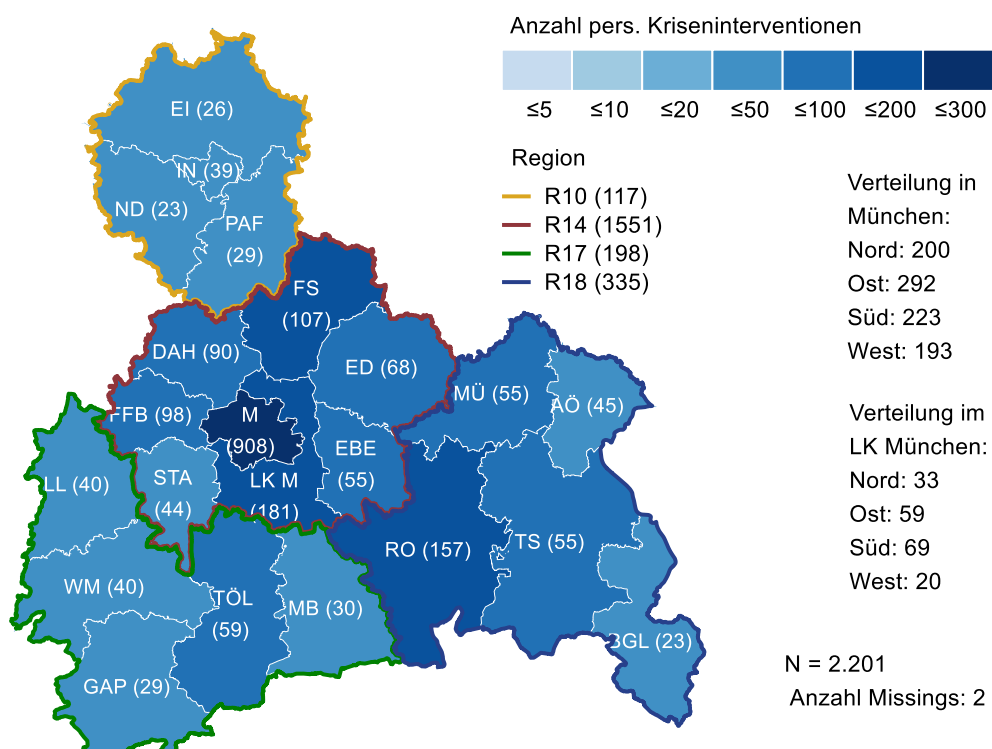 Anzahl pers. Kriseninterventionen
≤5 ≤10 ≤20 ≤50 ≤100 ≤200 ≤300
Region
R10 (117)
R14 (1551)
R17 (198)
R18 (335)
Verteilung in
München:
Nord: 200
Ost: 292
Süd: 223
West: 193
Verteilung im
LK München:
Nord: 33
Ost: 59
Süd: 69
West: 20
N = 2.201
Anzahl Missings: 2
EI (26)
IN (39)
ND (23)
PAF
(29)
FS
(107)
DAH (90)
ED (68)
MÜ (55)
AÖ (45)
FFB (98)
M
(908)
EBE
(55)
STA
(44)
LK M
(181)
LL (40)
RO (157)
TS (55)
WM (40)
TÖL
(59)
MB (30)
BGL (23)
GAP (29)